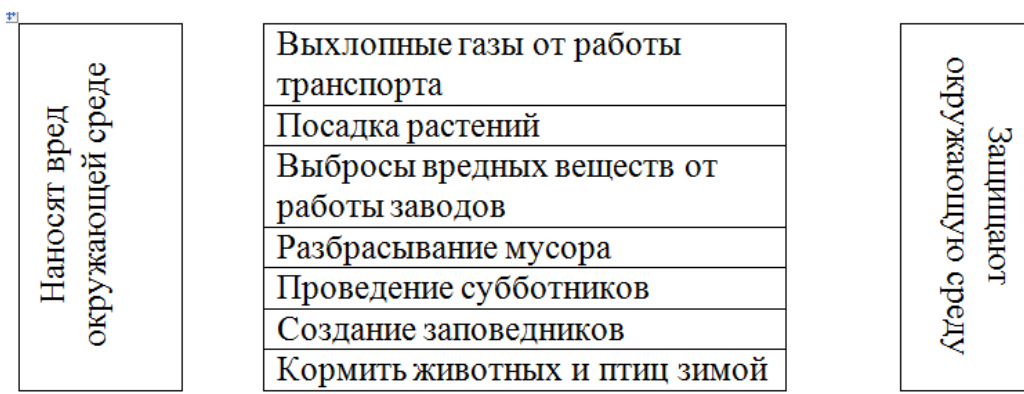 Наносят вред
окружающей среде
Выхлопные газы от работы
транспорта
Посадка растений
Выбросы вредных веществ от
работы заводов
Разбрасывание мусора
Проведение субботников
Создание заповедников
Кормить животных и птиц зимой
Защищают
окружающую среду